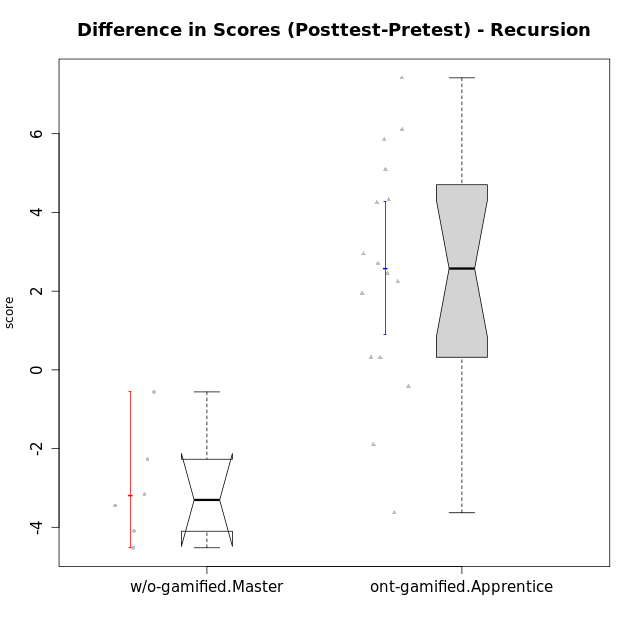 Difference in Scores (Posttest-Pretest) - Recursion
score
6
4
2
0
-2
-4
w/o-gamified.Master
ont-gamified.Apprentice